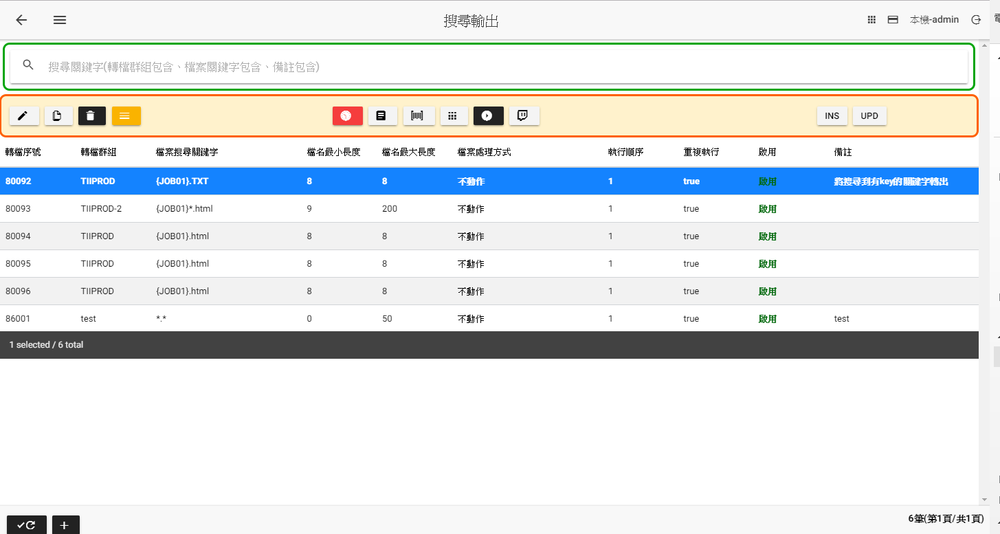 搜尋輸出
本機-admin
搜尋關鍵字(轉檔群組包含、檔案關鍵字包含、備註包含)
INS UPD
轉檔序號 轉檔群組 檔案搜尋關鍵字 檔名最小長度 檔名最大長度 檔案處理方式 執行順序 重複執行 啟用 備註
80092 TIIPROD {JOB01}.TXT 8 8 不動作 1 true 啟用 將搜尋到有key的關鍵字轉出
80093 TIIPROD-2 {JOB01}*.html 9 200 不動作 1 true 啟用
80094 TIIPROD {JOB01}.html 8 8 不動作 1 true 啟用
80095 TIIPROD {JOB01}.html 8 8 不動作 1 true 啟用
80096 TIIPROD {JOB01}.html 8 8 不動作 1 true 啟用
86001 test *.* 0 50 不動作 1 true 啟用 test
1 selected / 6 total
6筆(第1頁/共1頁)